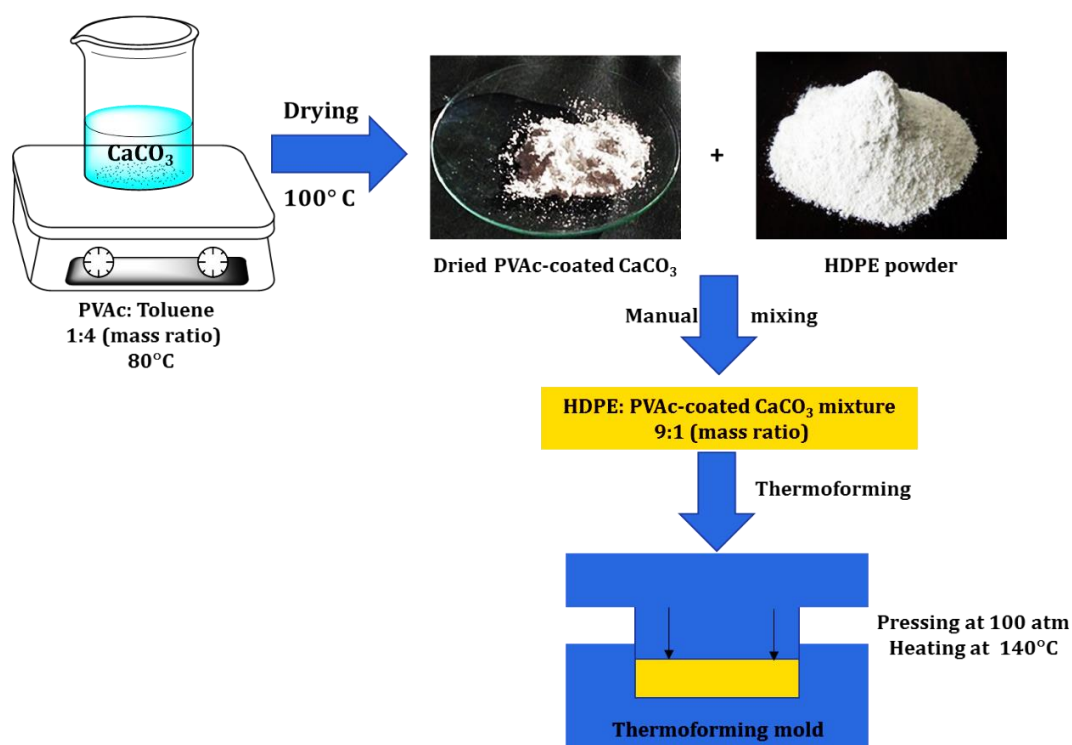 CaCO₃
Drying
100° C
PVAc: Toluene
1:4 (mass ratio)
80°C
+
Dried PVAc-coated CaCO₃
HDPE powder
Manual mixing
HDPE: PVAc-coated CaCO₃ mixture
9:1 (mass ratio)
Thermoforming
Pressing at 100 atm
Heating at 140°C
Thermoforming mold